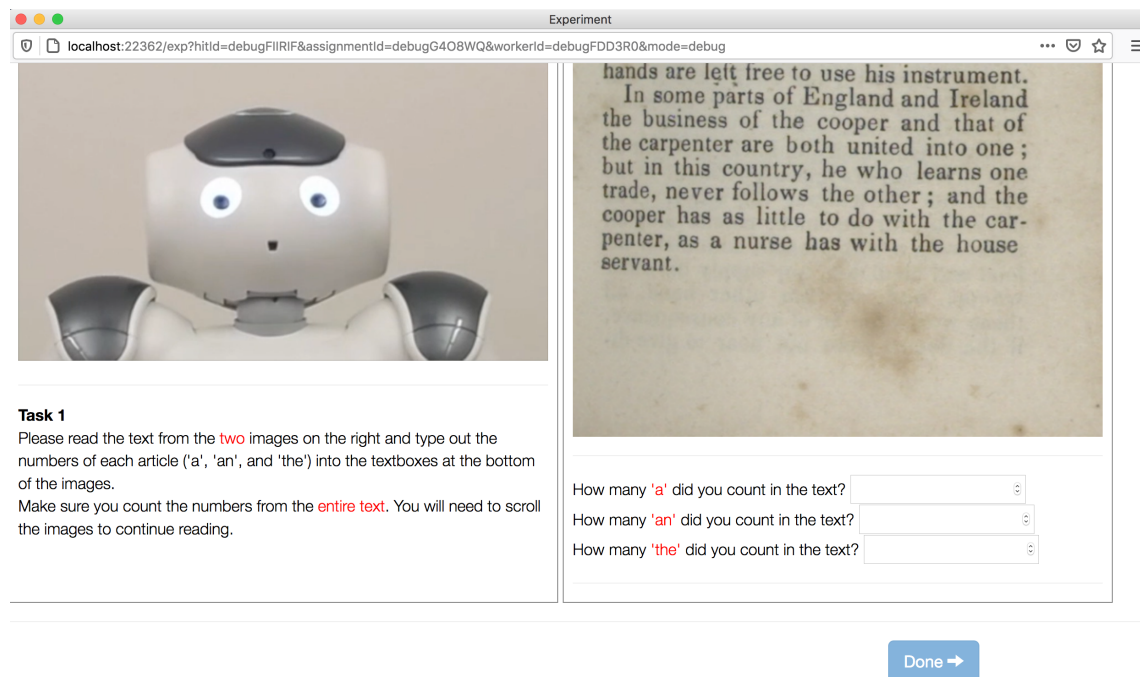 Experiment
localhost:22362/exp?hitId=debugFIIRIF&assignmentId=debugG4O8WQ&workerId=debugFDD3R0&mode=debug
Task 1
Please read the text from the two images on the right and type out the
numbers of each article ('a', 'an', and 'the') into the textboxes at the bottom
of the images.
Make sure you count the numbers from the entire text. You will need to scroll
the images to continue reading.
hands are left free to use his instrument.
In some parts of England and Ireland
the business of the cooper and that of
the carpenter are both united into one ;
but in this country, he who learns one
trade, never follows the other ; and the
cooper has as little to do with the car-
penter, as a nurse has with the house
servant.
How many 'a' did you count in the text?
How many 'an' did you count in the text?
How many 'the' did you count in the text?
Done